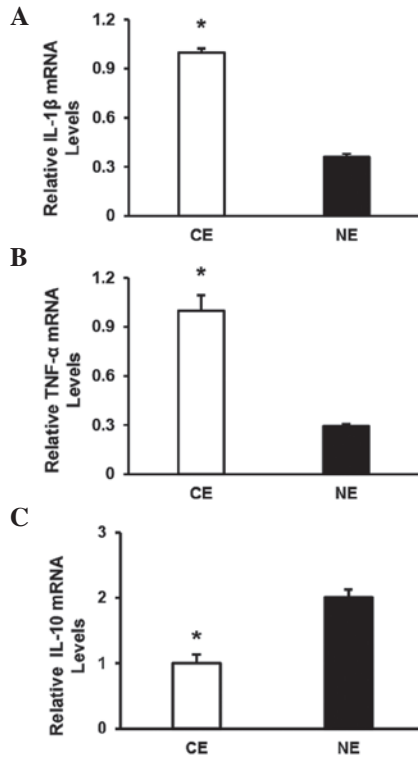 A
Relative IL-1β mRNA
Levels
1.2
0.9
0.6
0.3
0
*
CE
NE
B
Relative TNF-α mRNA
Levels
1.2
0.9
0.6
0.3
0
*
CE
NE
C
Relative IL-10 mRNA
Levels
3
2
1
0
*
CE
NE